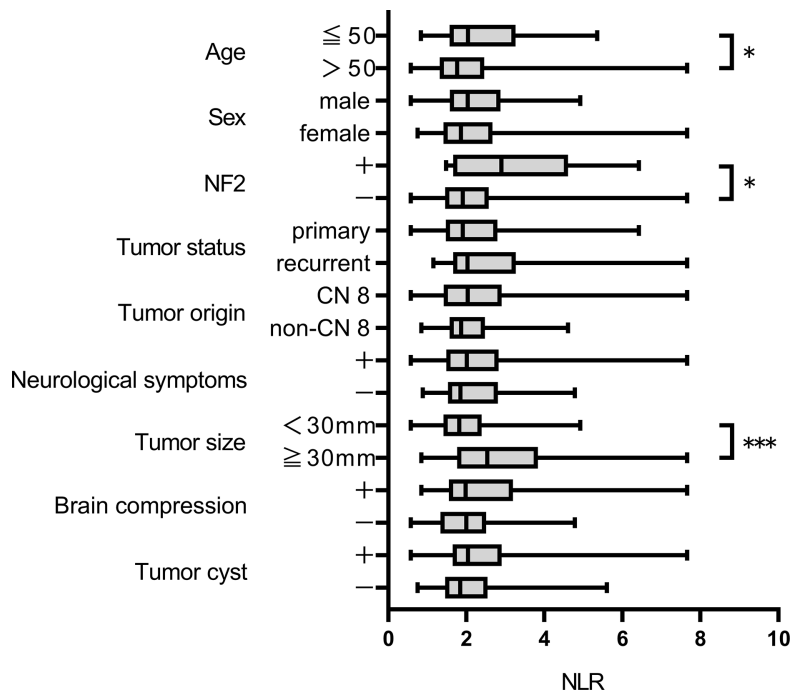 Age
≦ 50
> 50
*
Sex
male
female
NF2
+
−
*
Tumor status
primary
recurrent
Tumor origin
CN 8
non-CN 8
Neurological symptoms
+
−
Tumor size
< 30mm
≧ 30mm
***
Brain compression
+
−
Tumor cyst
+
−
0 2 4 6 8 10
NLR